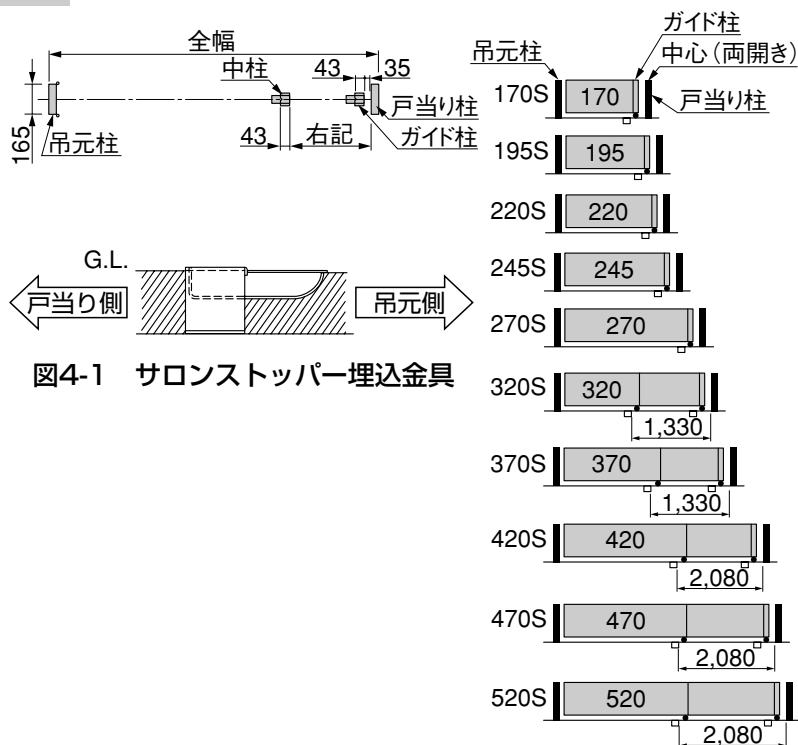 全幅
中柱
43
35
戸当り柱
165
吊元柱
43
右記
ガイド柱
G.L.
戸当り側
吊元側
図4-1 サロンストッパー埋込金具
ガイド柱
吊元柱
中心（両開き）
戸当り柱
170S
170
195S
195
220S
220
245S
245
270S
270
320S
320
1,330
370S
370
1,330
420S
420
2,080
470S
470
2,080
520S
520
2,080